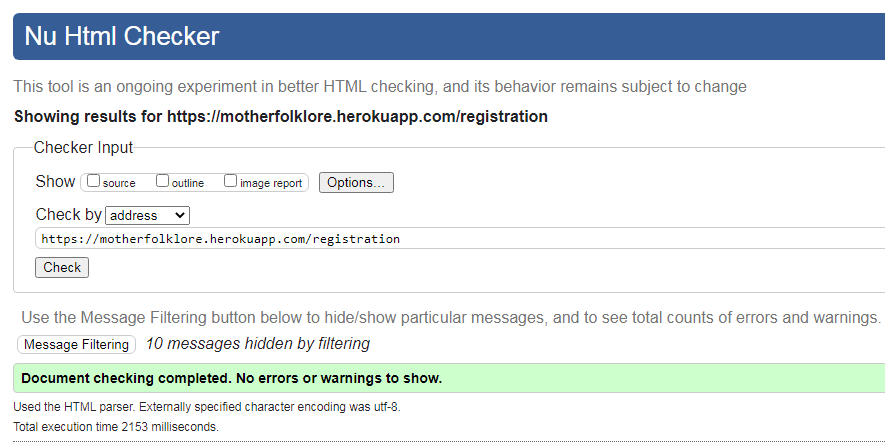 Nu Html Checker
This tool is an ongoing experiment in better HTML checking, and its behavior remains subject to change
Showing results for https://motherfolklore.herokuapp.com/registration
Checker Input
Show source outline image report Options...
Check by address
https://motherfolklore.herokuapp.com/registration
Check
Use the Message Filtering button below to hide/show particular messages, and to see total counts of errors and warnings.
Message Filtering 10 messages hidden by filtering
Document checking completed. No errors or warnings to show.
Used the HTML parser. Externally specified character encoding was utf-8.
Total execution time 2153 milliseconds.